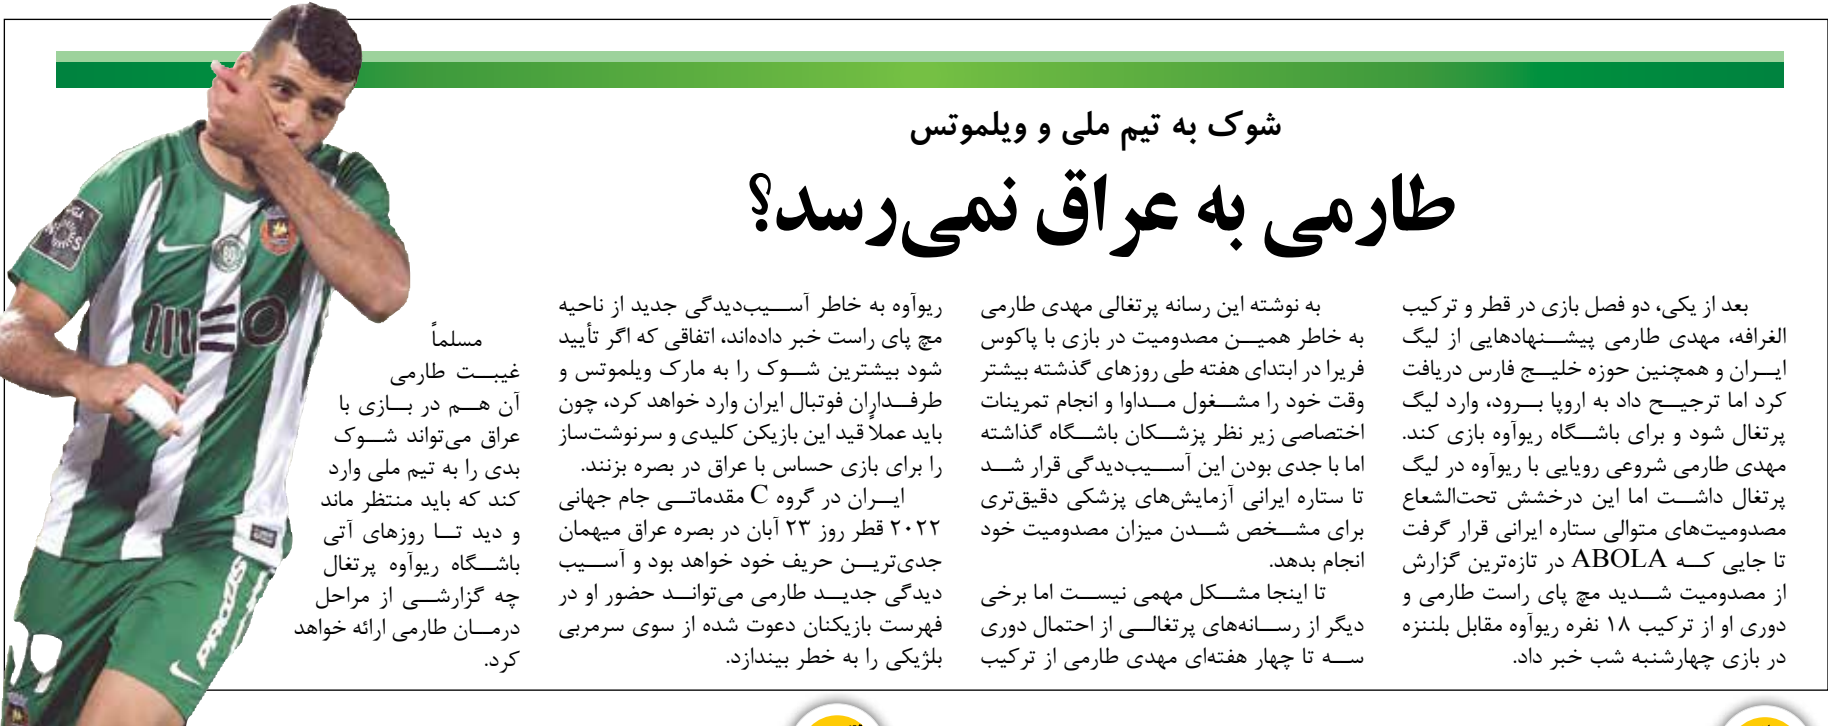 شوک به تیم ملی و ویلموتس
طارمی به عراق نمی‌رسد؟
بعد از یکی، دو فصل بازی در قطر و ترکیب
الغرافه، مهدی طارمی پیشنهادهایی از لیگ
ایران و همچنین حوزه خلیج فارس دریافت
کرد اما ترجیح داد به اروپا برود، وارد لیگ
پرتغال شود و برای باشگاه ریوآوه بازی کند.
مهدی طارمی شروعی رویایی با ریوآوه در لیگ
پرتغال داشت اما این درخشش تحت‌الشعاع
مصدومیت‌های متوالی ستاره ایرانی قرار گرفت
تا جایی که ABOLA در تازه‌ترین گزارش
از مصدومیت شدید مچ پای راست طارمی و
دوری او از ترکیب ۱۸ نفره ریوآوه مقابل بلننزه
در بازی چهارشنبه شب خبر داد.
به نوشته این رسانه پرتغالی مهدی طارمی
به خاطر همین مصدومیت در بازی با پاکوس
فریرا در ابتدای هفته طی روزهای گذشته بیشتر
وقت خود را مشغول مداوا و انجام تمرینات
اختصاصی زیر نظر پزشکان باشگاه گذاشته
اما با جدی بودن این آسیب‌دیدگی قرار شد
تا ستاره ایرانی آزمایش‌های پزشکی دقیق‌تری
برای مشخص شدن میزان مصدومیت خود
انجام بدهد.
تا اینجا مشکل مهمی نیست اما برخی
دیگر از رسانه‌های پرتغالی از احتمال دوری
سه تا چهار هفته‌ای مهدی طارمی از ترکیب
ریوآوه به خاطر آسیب‌دیدگی جدید از ناحیه
مچ پای راست خبر داده‌اند، اتفاقی که اگر تأیید
شود بیشترین شوک را به مارک ویلموتس و
طرفداران فوتبال ایران وارد خواهد کرد، چون
باید عملاً قید این بازیکن کلیدی و سرنوشت‌ساز
را برای بازی حساس با عراق در بصره بزنند.
ایران در گروه C مقدماتی جام جهانی
۲۰۲۲ قطر روز ۲۳ آبان در بصره عراق میهمان
جدی‌ترین حریف خود خواهد بود و آسیب
دیدگی جدید طارمی می‌تواند حضور او در
فهرست بازیکنان دعوت شده از سوی سرمربی
بلژیکی را به خطر بیندازد.
مسلماً
غیبت طارمی
آن هم در بازی با
عراق می‌تواند شوک
بدی را به تیم ملی وارد
کند که باید منتظر ماند
و دید تا روزهای آتی
باشگاه ریوآوه پرتغال
چه گزارشی از مراحل
درمان طارمی ارائه خواهد
کرد.
MEO